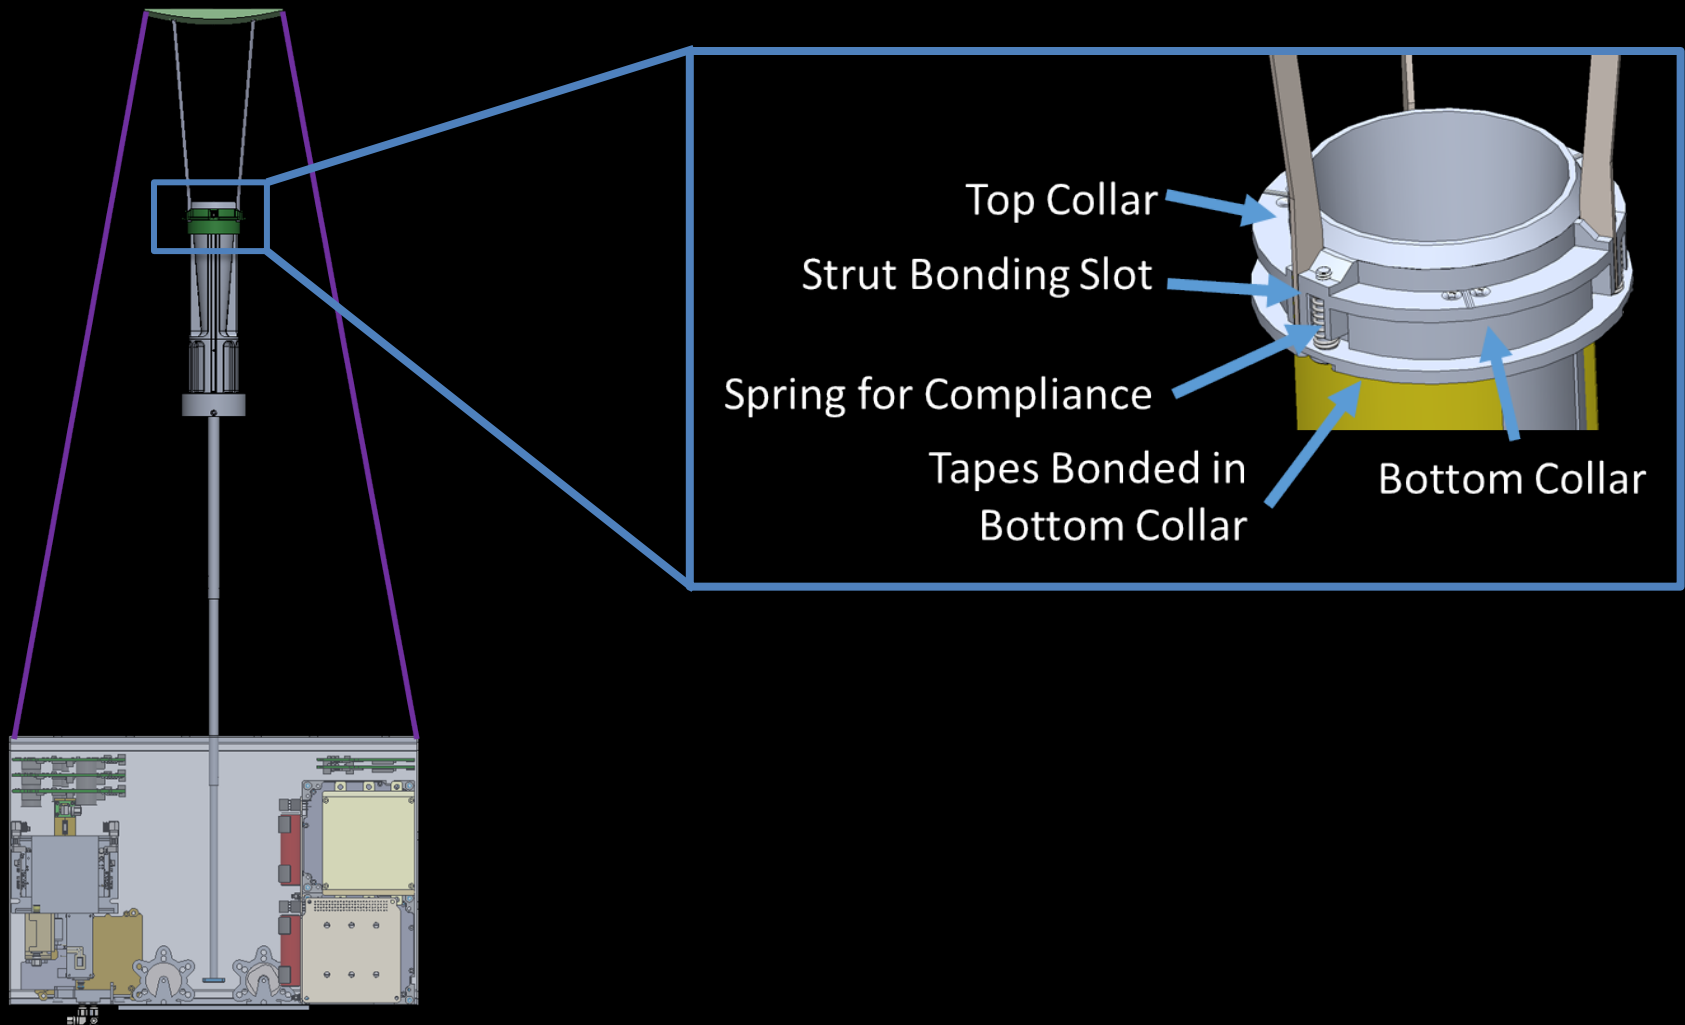 Top Collar
Strut Bonding Slot
Spring for Compliance
Tapes Bonded in
Bottom Collar
Bottom Collar